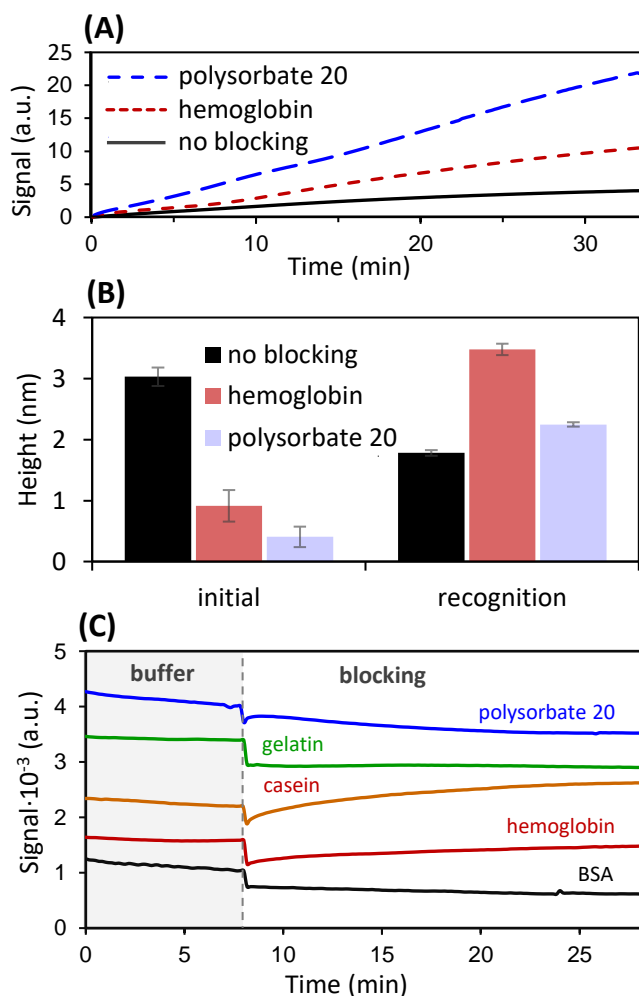 (A)
25
20
15
10
5
0
Signal (a.u.)
polysorbate 20
hemoglobin
no blocking
0 10 20 30
Time (min)
(B)
4
3
2
1
0
Height (nm)
no blocking
hemoglobin
polysorbate 20
initial recognition
(C)
5
4
3
2
1
0
Signal·10⁻³ (a.u.)
buffer blocking
polysorbate 20
gelatin
casein
hemoglobin
BSA
0 5 10 15 20 25
Time (min)